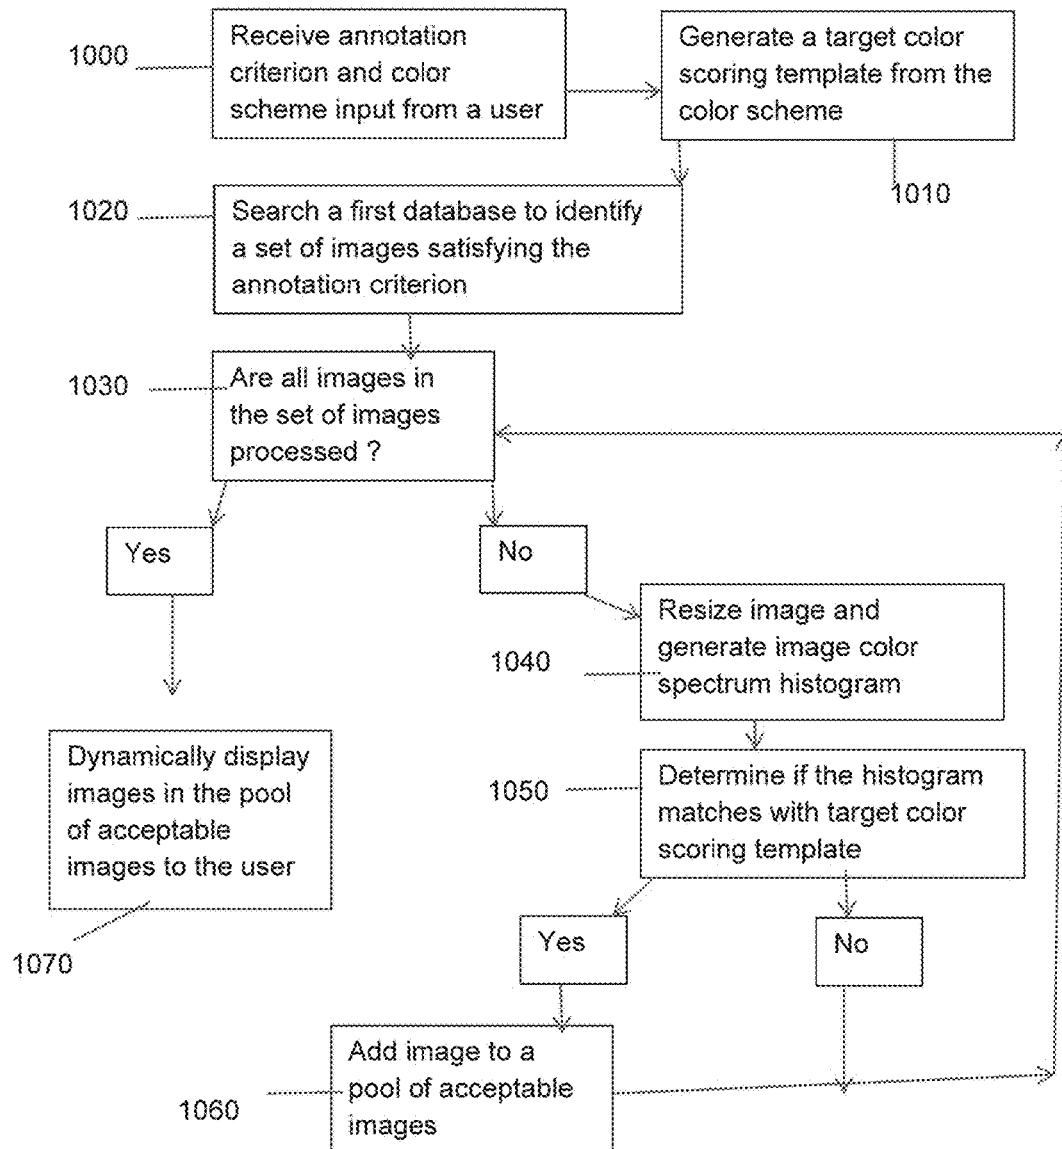 1000
Receive annotation
criterion and color
scheme input from a user
Generate a target color
scoring template from the
color scheme
1010
1020
Search a first database to identify
a set of images satisfying the
annotation criterion
1030
Are all images in
the set of images
processed ?
Yes
No
1040
Resize image and
generate image color
spectrum histogram
Dynamically display
images in the pool
of acceptable
images to the user
1050
Determine if the histogram
matches with target color
scoring template
1070
Yes
No
1060
Add image to a
pool of acceptable
images